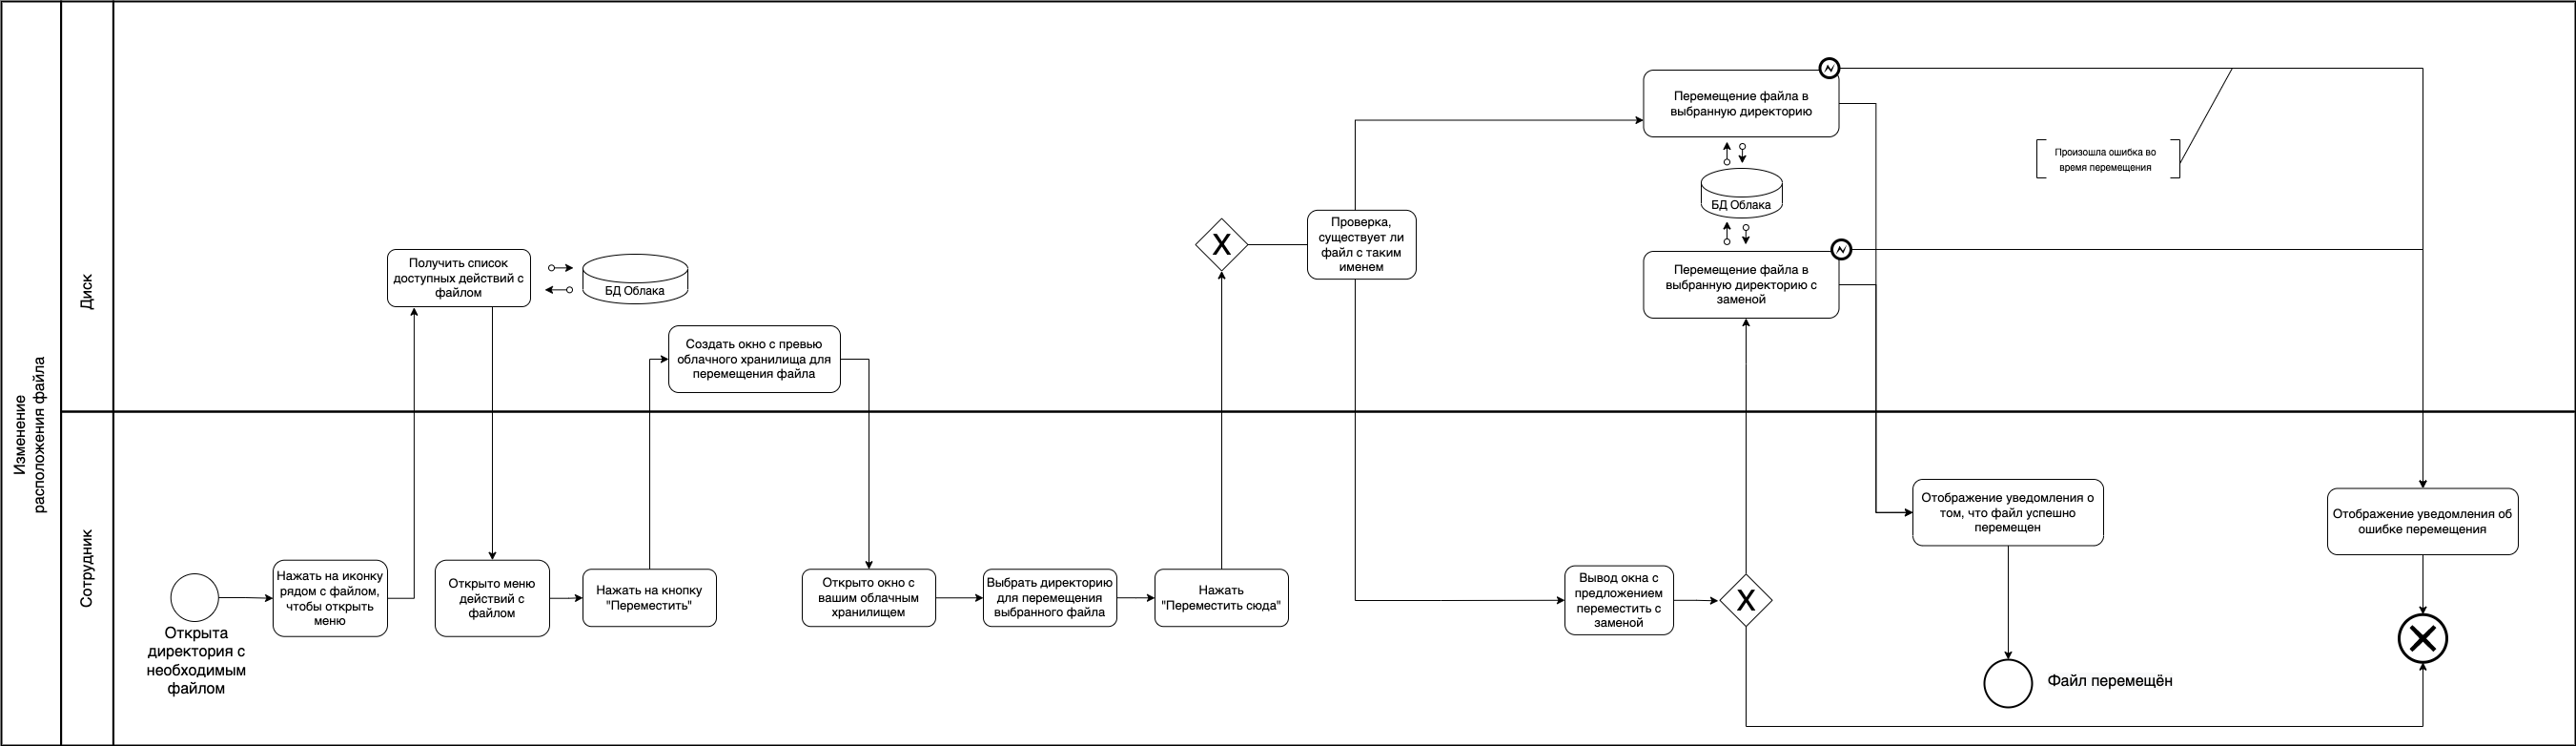 Изменение
расположения файла
Диск
Сотрудник
Открыта
директория с
необходимым
файлом
Нажать на иконку
рядом с файлом,
чтобы открыть
меню
Получить список
доступных действий с
файлом
БД Облака
Открыто меню
действий с
файлом
Нажать на кнопку
"Переместить"
Создать окно с превью
облачного хранилища для
перемещения файла
Открыто окно с
вашим облачным
хранилищем
Выбрать директорию
для перемещения
выбранного файла
Нажать
"Переместить сюда"
X
Проверка,
существует ли
файл с таким
именем
Перемещение файла в
выбранную директорию
БД Облака
Перемещение файла в
выбранную директорию с
заменой
Произошла ошибка во
время перемещения
Вывод окна с
предложением
переместить с
заменой
X
Отображение уведомления о
том, что файл успешно
перемещен
Файл перемещён
Отображение уведомления об
ошибке перемещения